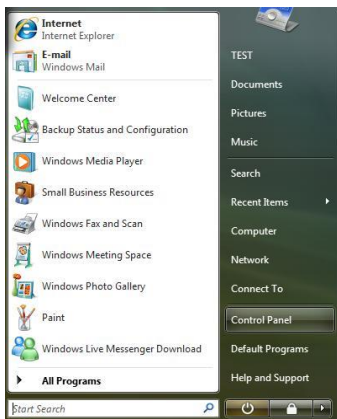 Internet
Internet Explorer
E-mail
Windows Mail
Welcome Center
Backup Status and Configuration
Windows Media Player
Small Business Resources
Windows Fax and Scan
Windows Meeting Space
Windows Photo Gallery
Paint
Windows Live Messenger Download
All Programs
Start Search
TEST
Documents
Pictures
Music
Search
Recent Items
Computer
Network
Connect To
Control Panel
Default Programs
Help and Support